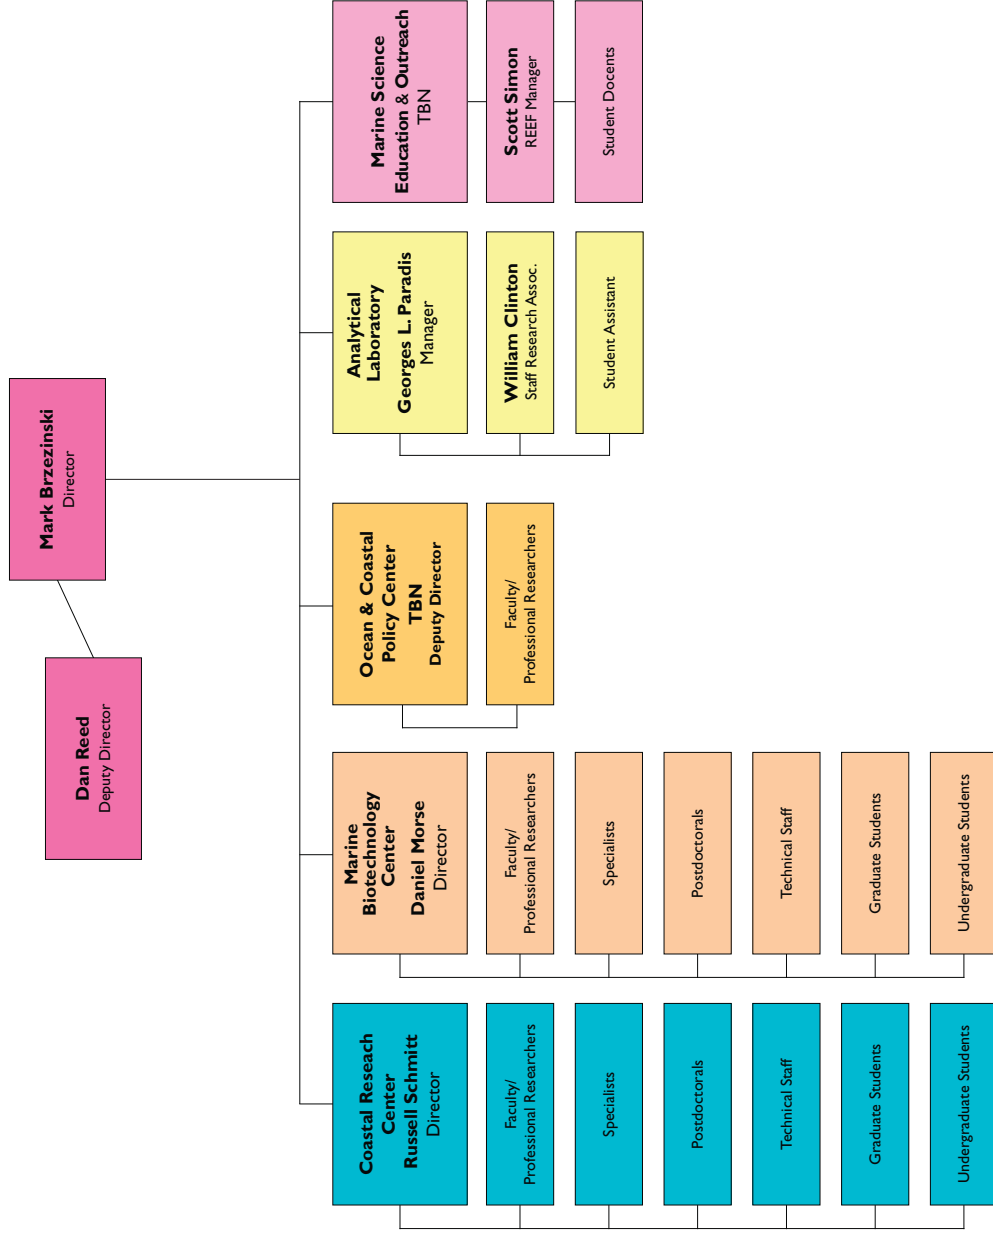 Mark Brzezinski
Director
Dan Reed
Deputy Director
Coastal Reseach
Center
Russell Schmitt
Director
Faculty/
Professional Researchers
Specialists
Postdoctorals
Technical Staff
Graduate Students
Undergraduate Students
Marine
Biotechnology
Center
Daniel Morse
Director
Faculty/
Professional Researchers
Specialists
Postdoctorals
Technical Staff
Graduate Students
Undergraduate Students
Ocean & Coastal
Policy Center
TBN
Deputy Director
Faculty/
Professional Researchers
Analytical
Laboratory
Georges L. Paradis
Manager
William Clinton
Staff Research Assoc.
Student Assistant
Marine Science
Education & Outreach
TBN
Scott Simon
REEF Manager
Student Docents